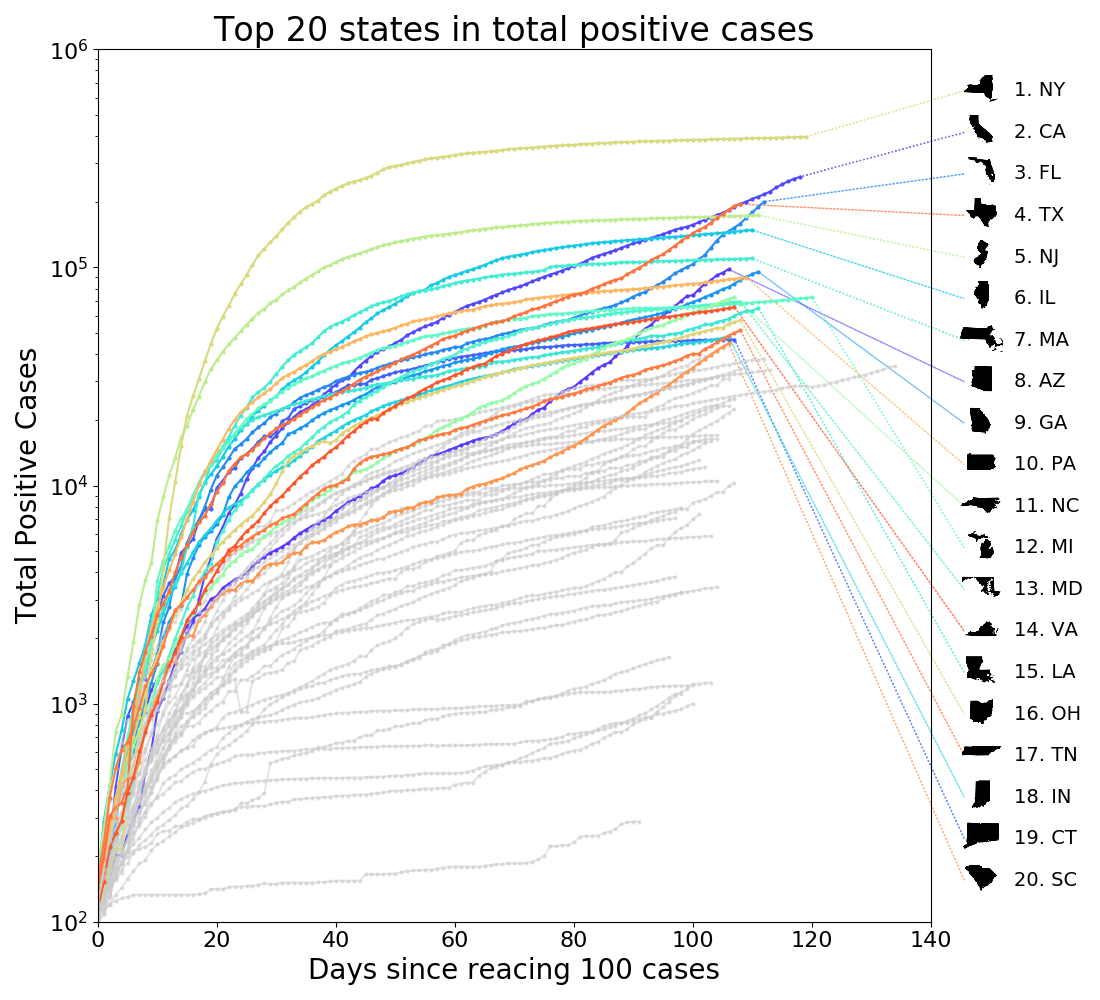 Top 20 states in total positive cases
Total Positive Cases
10^6
10^5
10^4
10^3
10^2
0 20 40 60 80 100 120 140
Days since reacing 100 cases
1. NY
2. CA
3. FL
4. TX
5. NJ
6. IL
7. MA
8. AZ
9. GA
10. PA
11. NC
12. MI
13. MD
14. VA
15. LA
16. OH
17. TN
18. IN
19. CT
20. SC